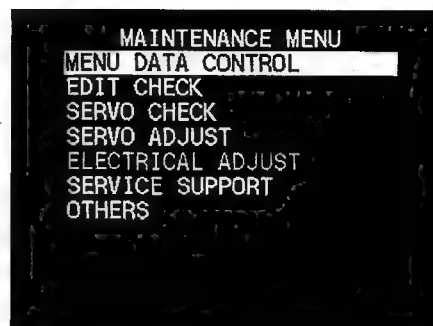 MAINTENANCE MENU
MENU DATA CONTROL
EDIT CHECK
SERVO CHECK
SERVO ADJUST
ELECTRICAL ADJUST
SERVICE SUPPORT
OTHERS